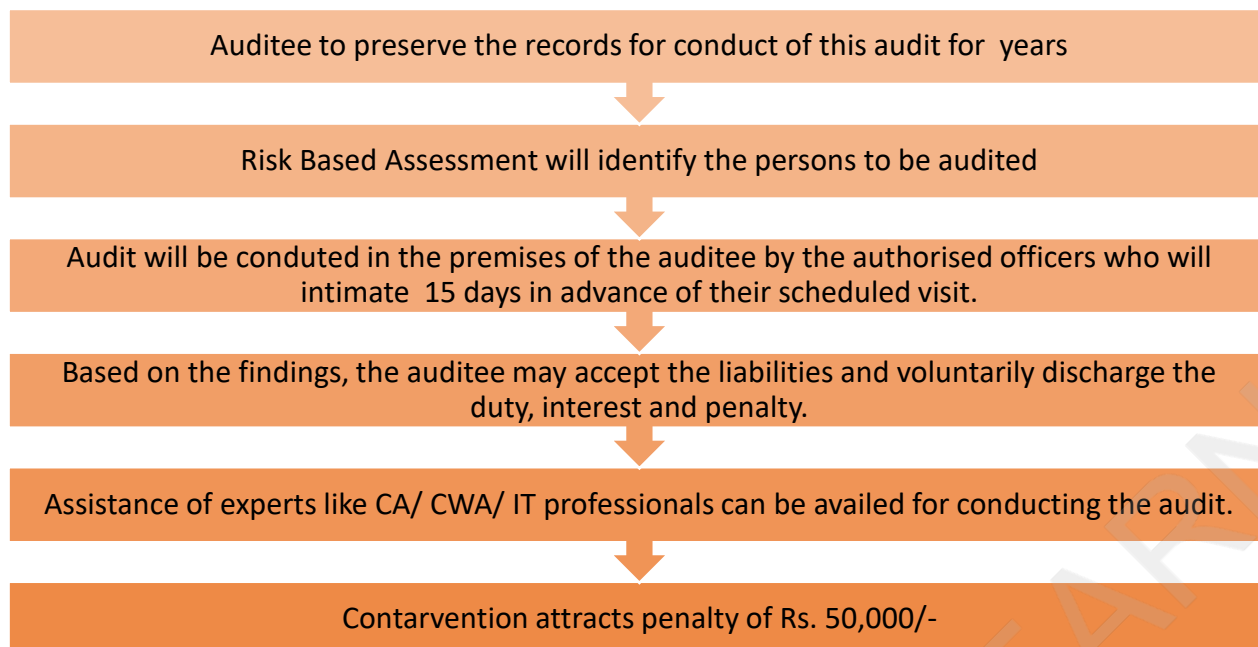 Auditee to preserve the records for conduct of this audit for  years
Risk Based Assessment will identify the persons to be audited
Audit will be conduted in the premises of the auditee by the authorised officers who will
intimate  15 days in advance of their scheduled visit.
Based on the findings, the auditee may accept the liabilities and voluntarily discharge the
duty, interest and penalty.
Assistance of experts like CA/ CWA/ IT professionals can be availed for conducting the audit.
Contarvention attracts penalty of Rs. 50,000/-